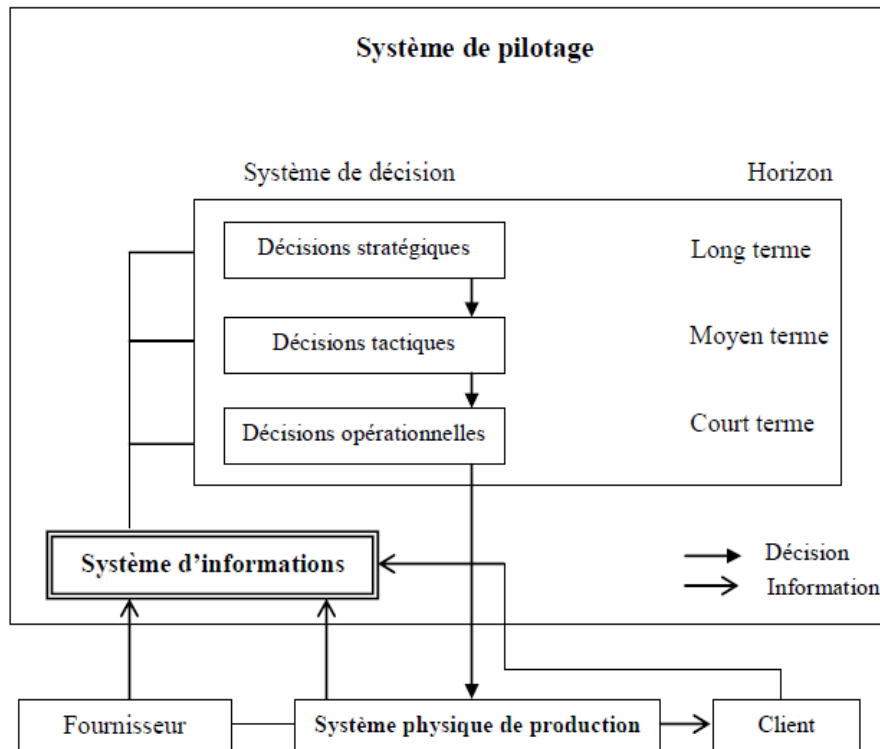 Système de pilotage
Système de décision
Horizon
Décisions stratégiques
Long terme
Décisions tactiques
Moyen terme
Décisions opérationnelles
Court terme
Système d’informations
Décision
Information
Fournisseur
Système physique de production
Client